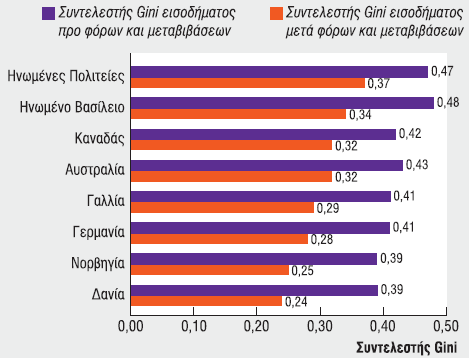 Συντελεστής Gini εισοδήματος
προ φόρων και μεταβιβάσεων
Συντελεστής Gini εισοδήματος
μετά φόρων και μεταβιβάσεων
Ηνωμένες Πολιτείες
0,47
0,37
Ηνωμένο Βασίλειο
0,48
0,34
Καναδάς
0,42
0,32
Αυστραλία
0,43
0,32
Γαλλία
0,41
0,29
Γερμανία
0,41
0,28
Νορβηγία
0,39
0,25
Δανία
0,39
0,24
0,00 0,10 0,20 0,30 0,40 0,50
Συντελεστής Gini